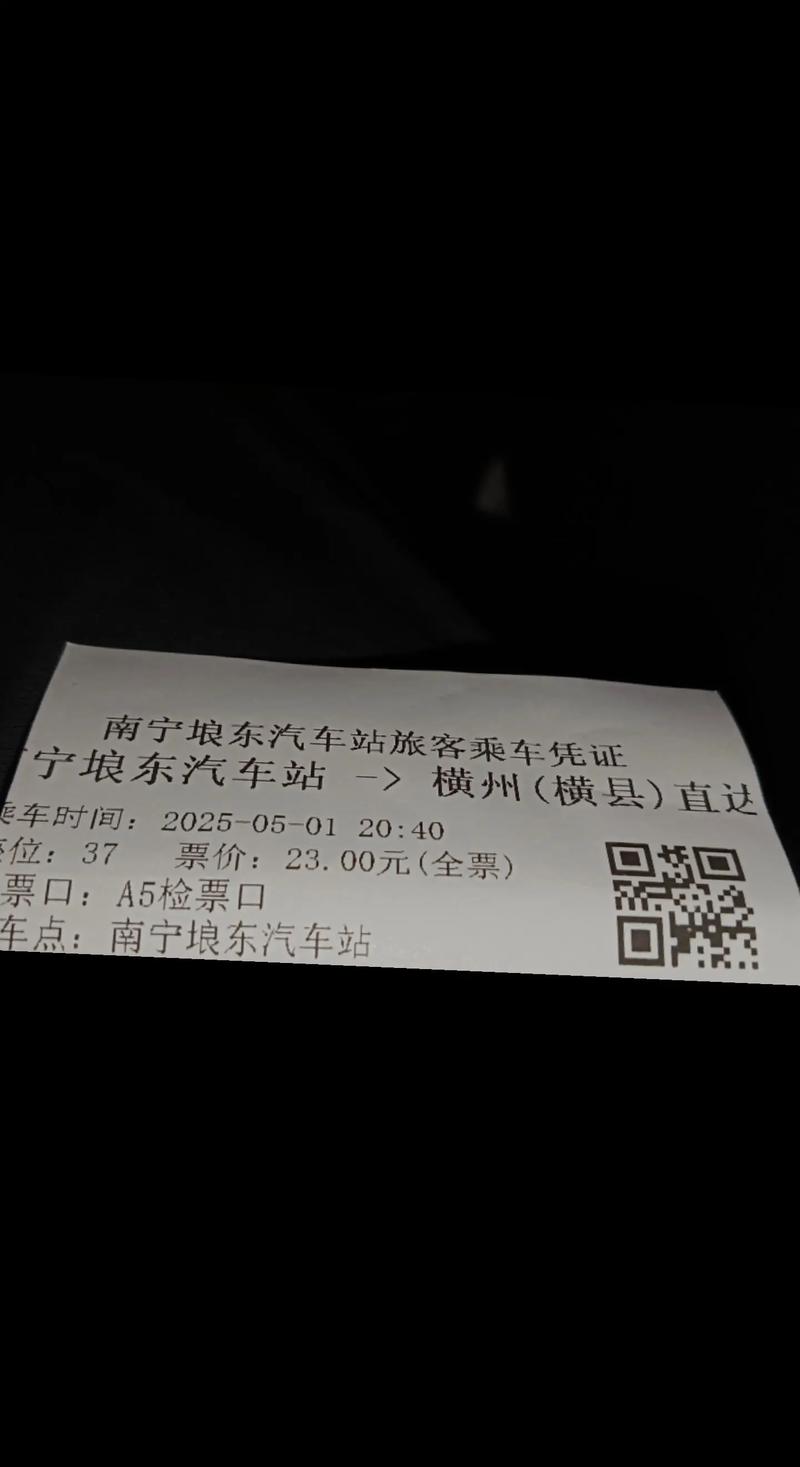 南宁埌东汽车站旅客乘车凭证
宁埌东汽车站 -> 横州(横县)直达
乘车时间: 2025-05-01 20:40
座位: 37 票价: 23.00元(全票)
票口: A5检票口
车点: 南宁埌东汽车站